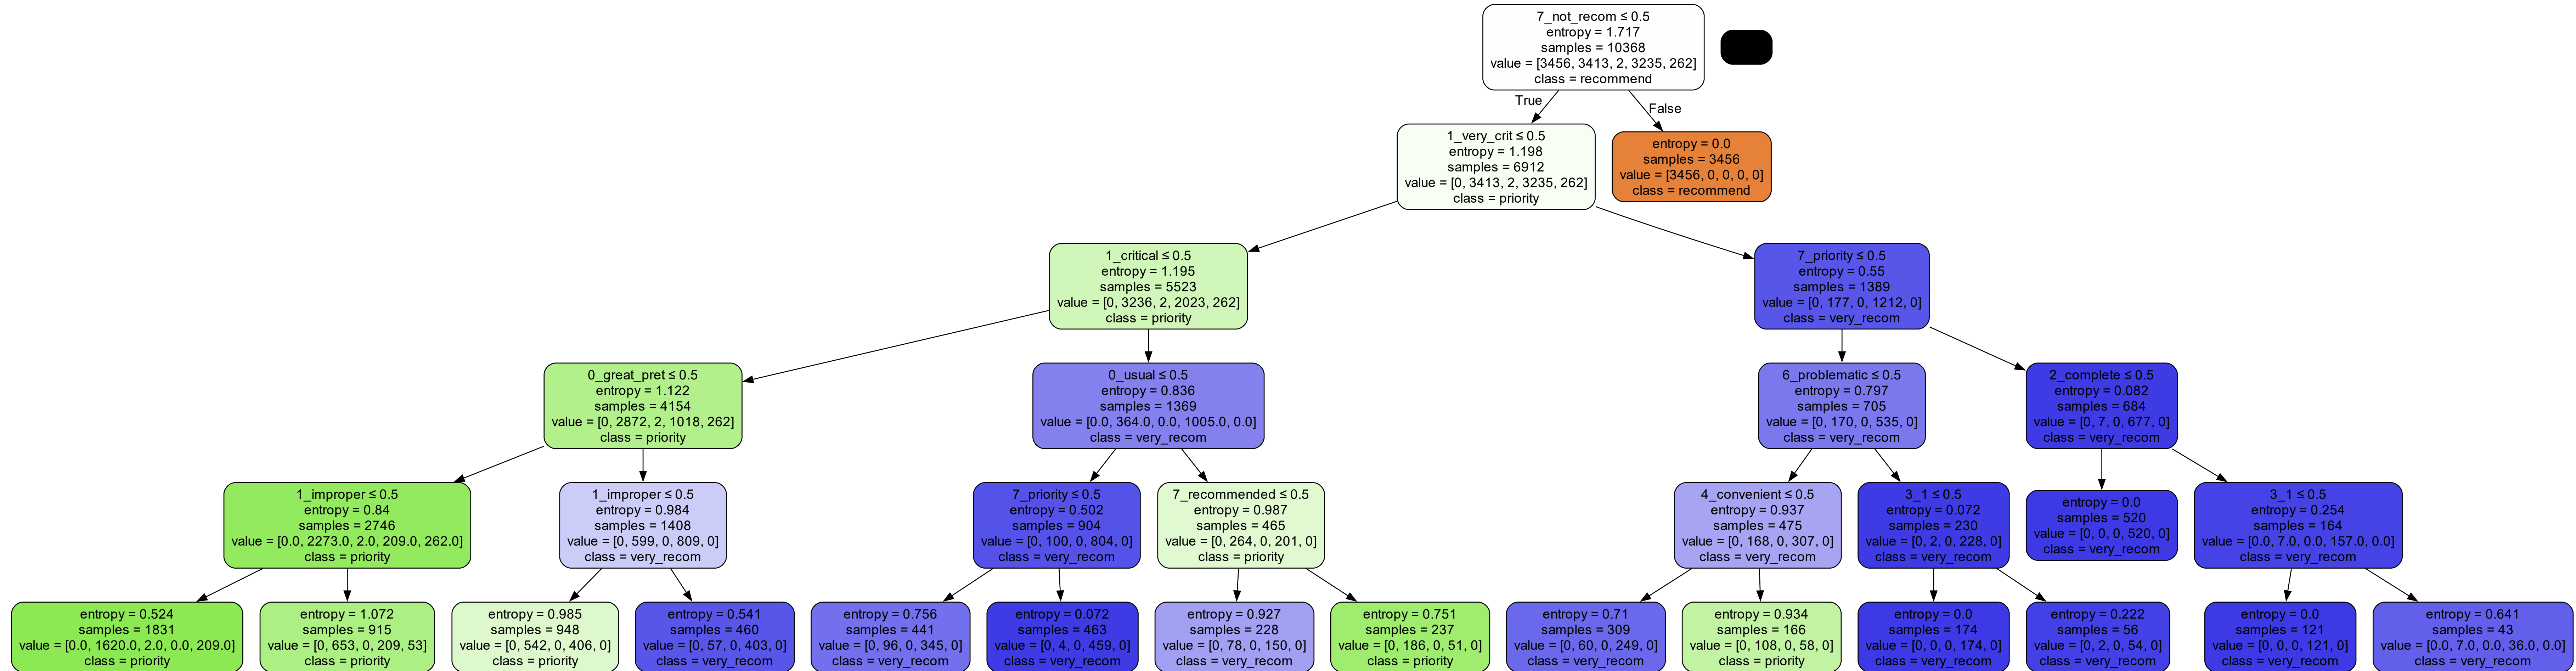 7_not_recom ≤ 0.5
entropy = 1.717
samples = 10368
value = [3456, 3413, 2, 3235, 262]
class = recommend
True
False
1_very_crit ≤ 0.5
entropy = 1.198
samples = 6912
value = [0, 3413, 2, 3235, 262]
class = priority
entropy = 0.0
samples = 3456
value = [3456, 0, 0, 0, 0]
class = recommend
1_critical ≤ 0.5
entropy = 1.195
samples = 5523
value = [0, 3236, 2, 2023, 262]
class = priority
7_priority ≤ 0.5
entropy = 0.55
samples = 1389
value = [0, 177, 0, 1212, 0]
class = very_recom
0_great_pret ≤ 0.5
entropy = 1.122
samples = 4154
value = [0, 2872, 2, 1018, 262]
class = priority
0_usual ≤ 0.5
entropy = 0.836
samples = 1369
value = [0.0, 364.0, 0.0, 1005.0, 0.0]
class = very_recom
6_problematic ≤ 0.5
entropy = 0.797
samples = 705
value = [0, 170, 0, 535, 0]
class = very_recom
2_complete ≤ 0.5
entropy = 0.082
samples = 684
value = [0, 7, 0, 677, 0]
class = very_recom
1_improper ≤ 0.5
entropy = 0.84
samples = 2746
value = [0.0, 2273.0, 2.0, 209.0, 262.0]
class = priority
1_improper ≤ 0.5
entropy = 0.984
samples = 1408
value = [0, 599, 0, 809, 0]
class = very_recom
7_priority ≤ 0.5
entropy = 0.502
samples = 904
value = [0, 100, 0, 804, 0]
class = very_recom
7_recommended ≤ 0.5
entropy = 0.987
samples = 465
value = [0, 264, 0, 201, 0]
class = priority
4_convenient ≤ 0.5
entropy = 0.937
samples = 475
value = [0, 168, 0, 307, 0]
class = very_recom
3_1 ≤ 0.5
entropy = 0.072
samples = 230
value = [0, 2, 0, 228, 0]
class = very_recom
entropy = 0.0
samples = 520
value = [0, 0, 0, 520, 0]
class = very_recom
3_1 ≤ 0.5
entropy = 0.254
samples = 164
value = [0.0, 7.0, 0.0, 157.0, 0.0]
class = very_recom
entropy = 0.524
samples = 1831
value = [0.0, 1620.0, 2.0, 0.0, 209.0]
class = priority
entropy = 1.072
samples = 915
value = [0, 653, 0, 209, 53]
class = priority
entropy = 0.985
samples = 948
value = [0, 542, 0, 406, 0]
class = priority
entropy = 0.541
samples = 460
value = [0, 57, 0, 403, 0]
class = very_recom
entropy = 0.756
samples = 441
value = [0, 96, 0, 345, 0]
class = very_recom
entropy = 0.072
samples = 463
value = [0, 4, 0, 459, 0]
class = very_recom
entropy = 0.927
samples = 228
value = [0, 78, 0, 150, 0]
class = very_recom
entropy = 0.751
samples = 237
value = [0, 186, 0, 51, 0]
class = priority
entropy = 0.71
samples = 309
value = [0, 60, 0, 249, 0]
class = very_recom
entropy = 0.934
samples = 166
value = [0, 108, 0, 58, 0]
class = priority
entropy = 0.0
samples = 174
value = [0, 0, 0, 174, 0]
class = very_recom
entropy = 0.222
samples = 56
value = [0, 2, 0, 54, 0]
class = very_recom
entropy = 0.0
samples = 121
value = [0, 0, 0, 121, 0]
class = very_recom
entropy = 0.641
samples = 43
value = [0.0, 7.0, 0.0, 36.0, 0.0]
class = very_recom